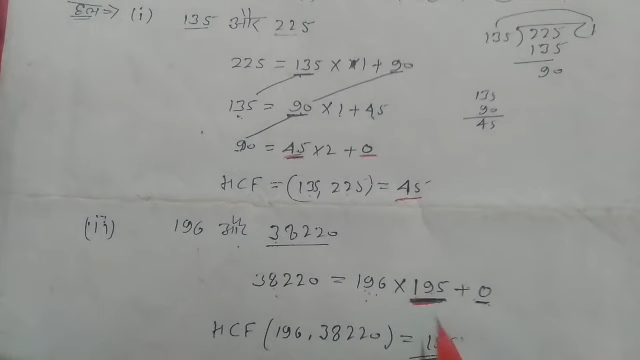 हल⇒ (i) 135 और 225
225 = 135 × 1 + 90
135 = 90 × 1 + 45
90 = 45 × 2 + 0
HCF = (135, 225) = 45
135 ) 225 ( 1
135
90
135
90
45
(ii) 196 और 38220
38220 = 196 × 195 + 0
HCF (196, 38220) =